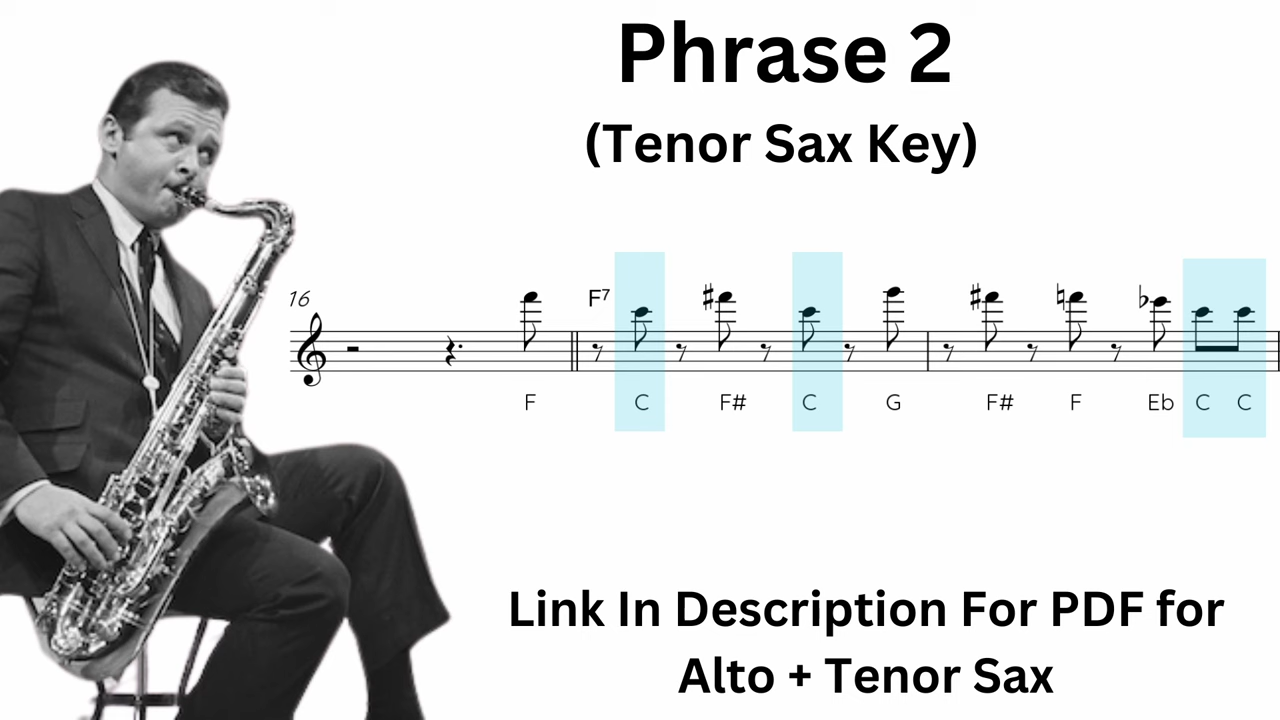 Phrase 2
(Tenor Sax Key)
16
F7
F C F# C G F# F Eb C C
Link In Description For PDF for
Alto + Tenor Sax